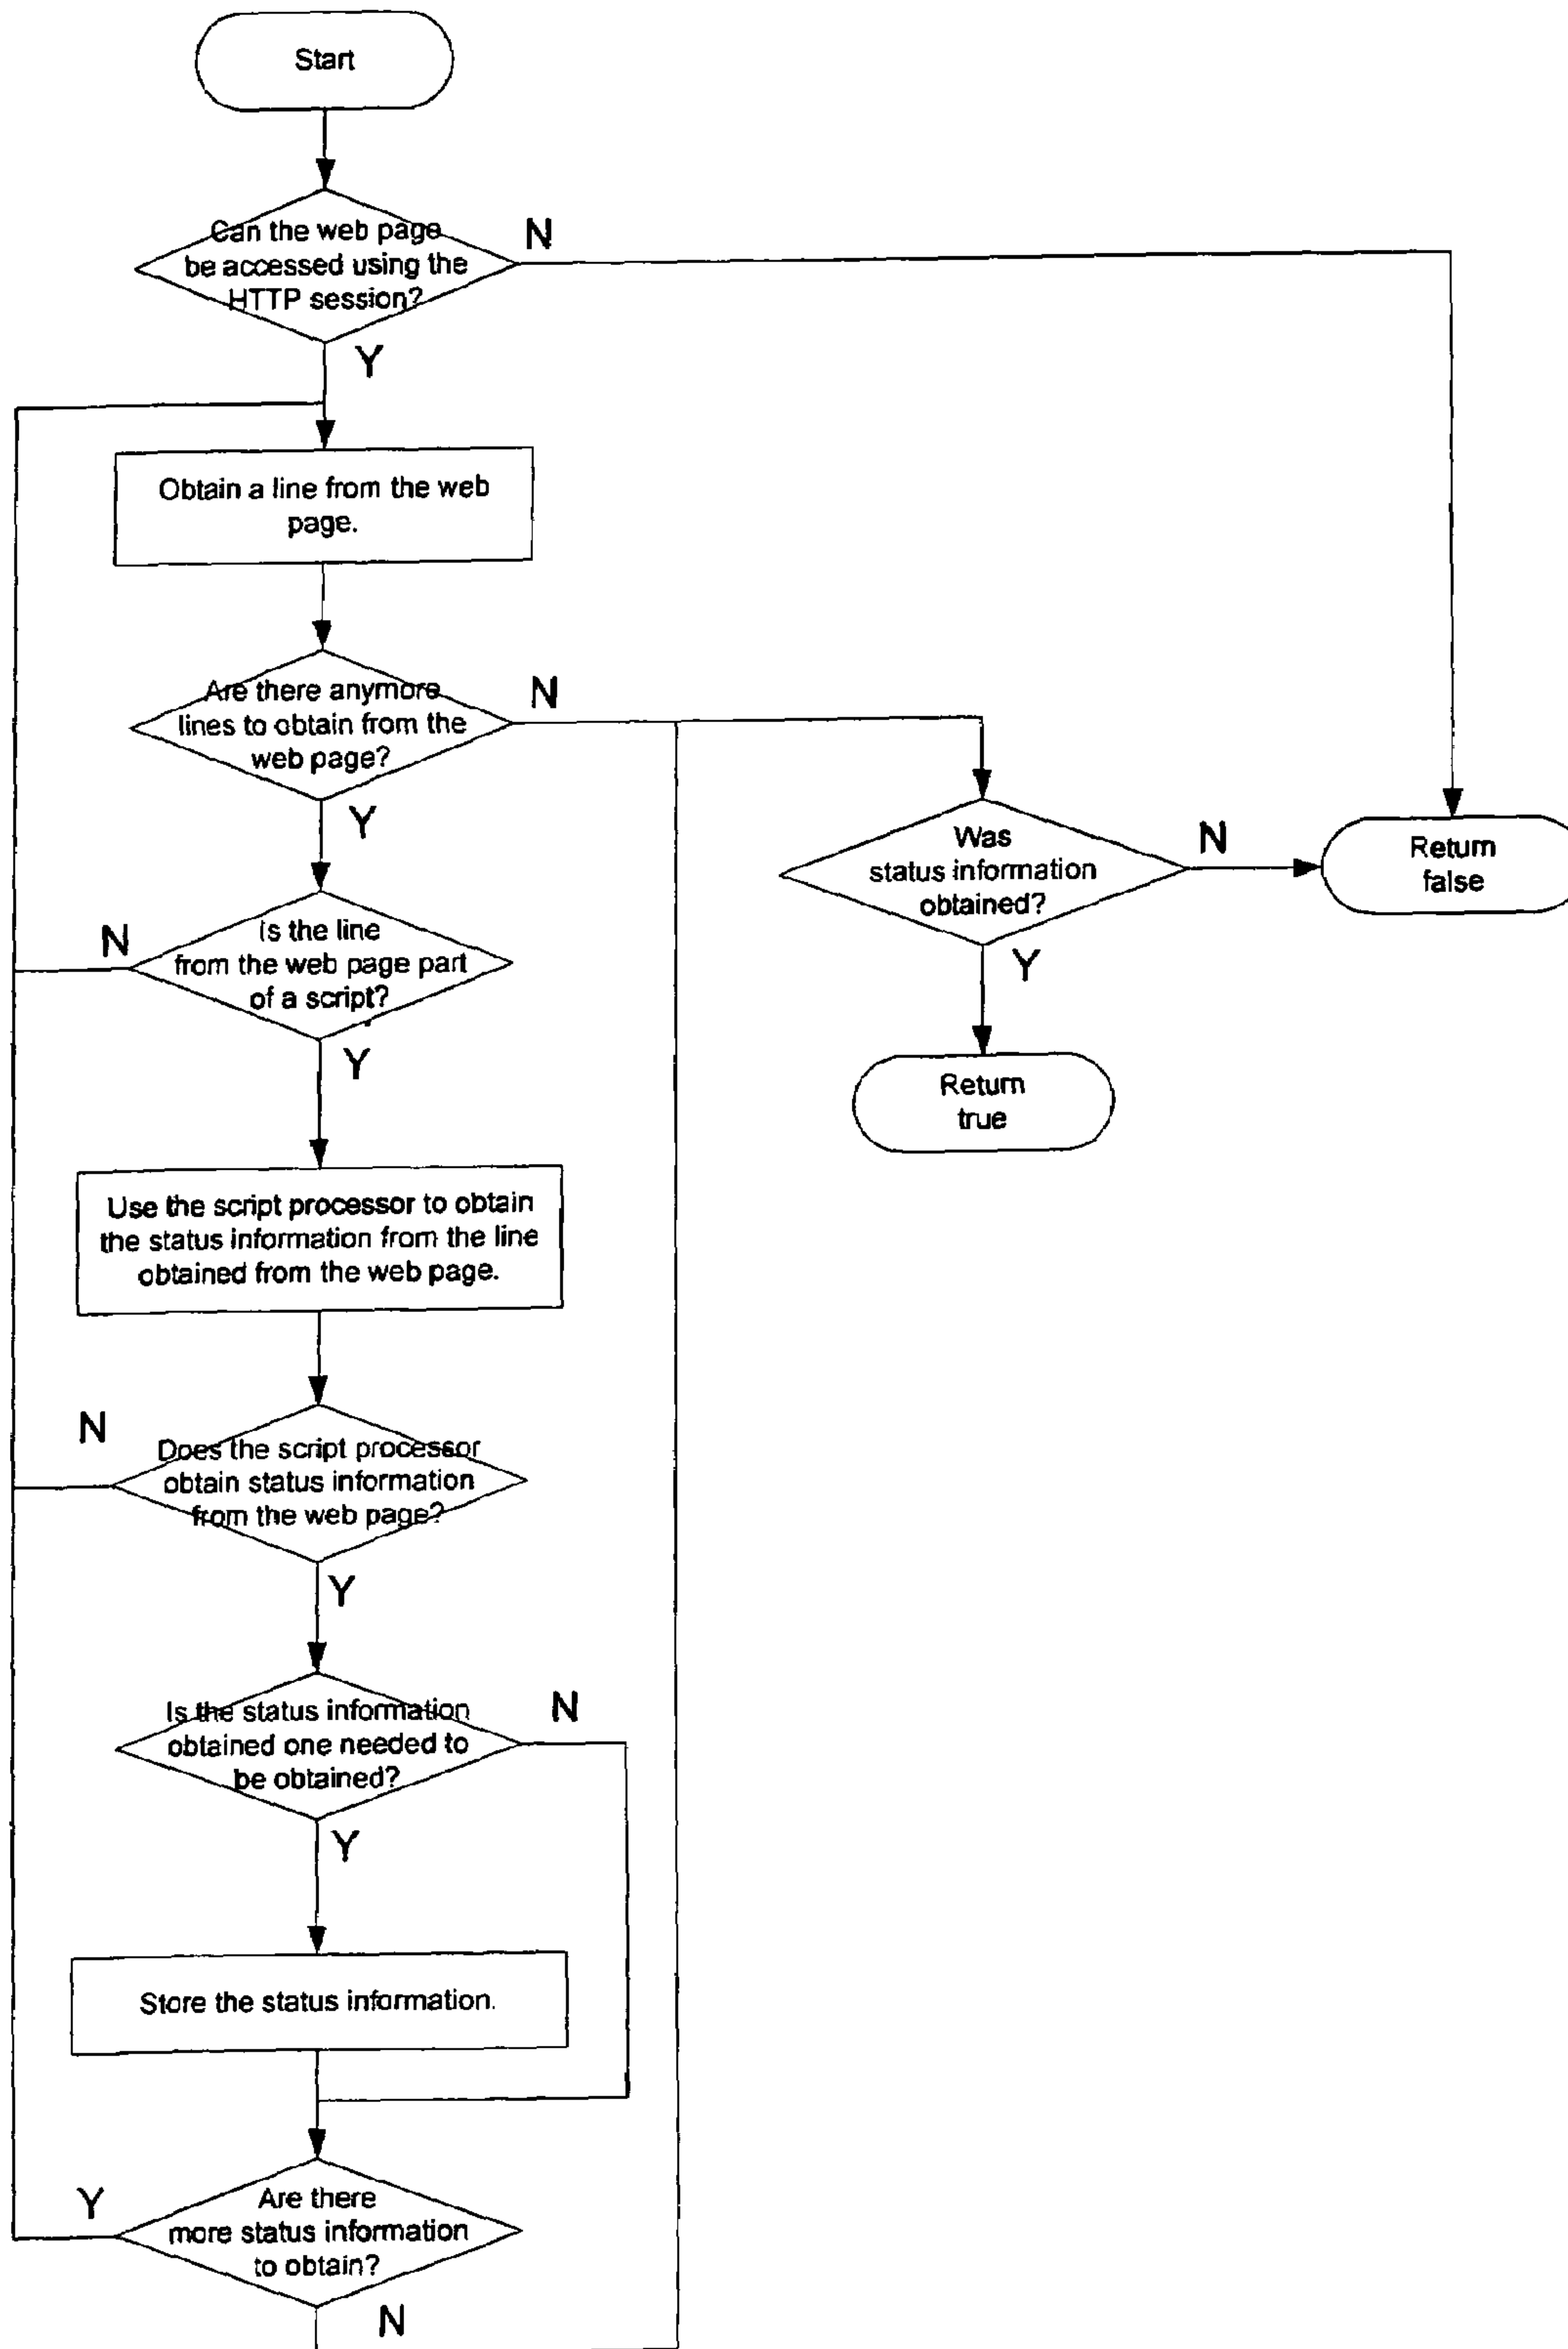 Start
Can the web page
be accessed using the
HTTP session?
N
Y
Obtain a line from the web
page.
Are there anymore
lines to obtain from the
web page?
N
Y
Was
status information
obtained?
N
Return
false
Y
Return
true
Is the line
from the web page part
of a script?
N
Y
Use the script processor to obtain
the status information from the line
obtained from the web page.
Does the script processor
obtain status information
from the web page?
N
Y
Is the status information
obtained one needed to
be obtained?
N
Y
Store the status information.
Are there
more status information
to obtain?
Y
N